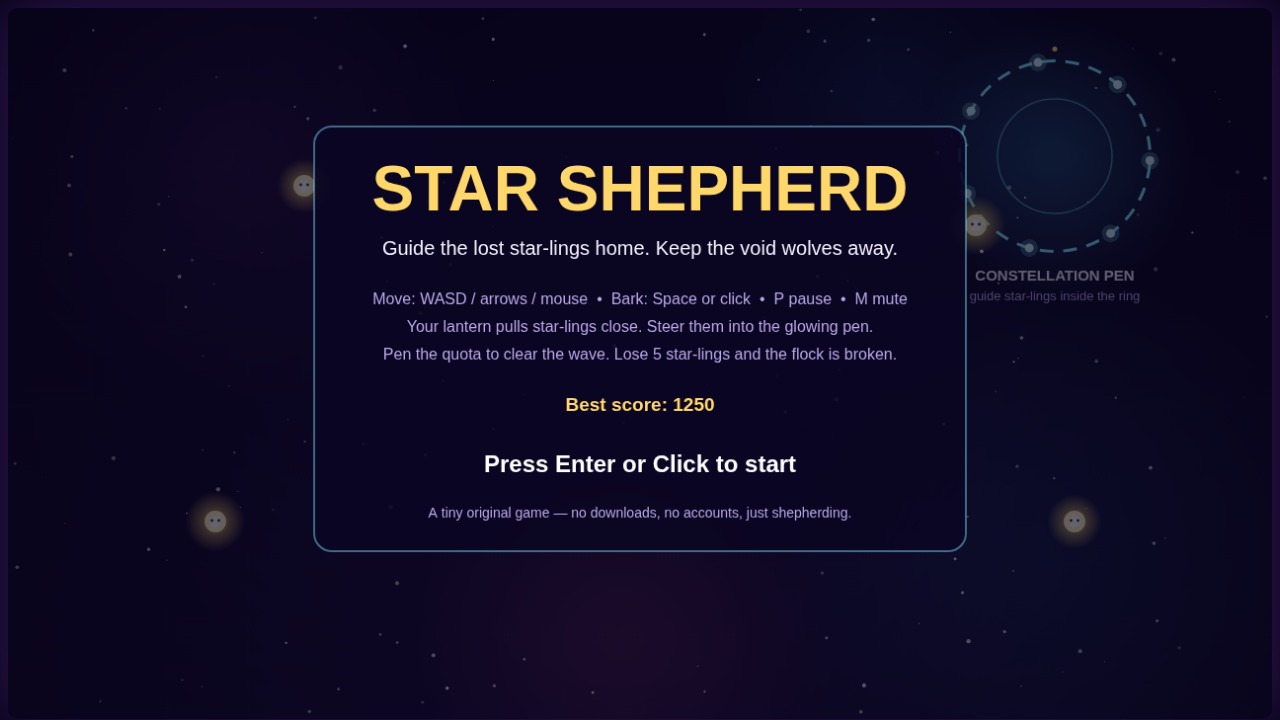 STAR SHEPHERD
Guide the lost star-lings home. Keep the void wolves away.
Move: WASD / arrows / mouse • Bark: Space or click • P pause • M mute
Your lantern pulls star-lings close. Steer them into the glowing pen.
Pen the quota to clear the wave. Lose 5 star-lings and the flock is broken.
Best score: 1250
Press Enter or Click to start
A tiny original game — no downloads, no accounts, just shepherding.
CONSTELLATION PEN
guide star-lings inside the ring